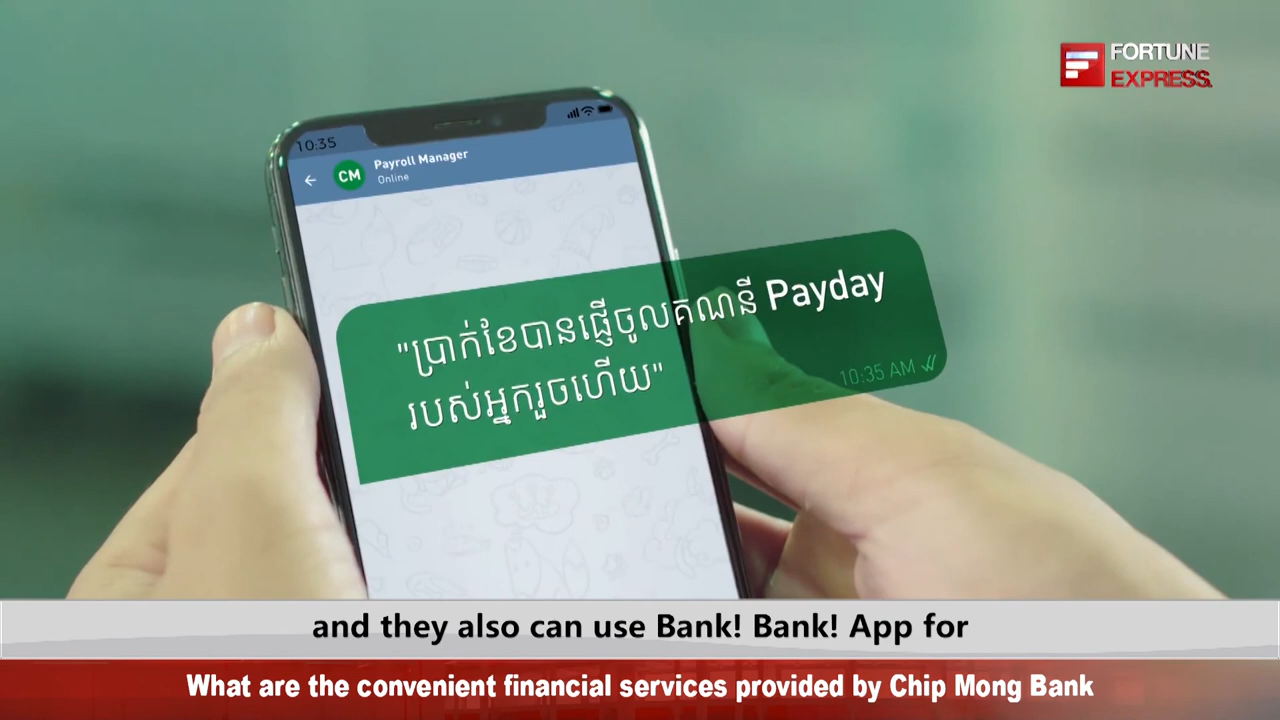 FORTUNE
EXPRESS
10:35
CM
Payroll Manager
Online
"ប្រាក់ខែបានផ្ញើចូលគណនី Payday
របស់អ្នករួចហើយ"
10:35 AM
and they also can use Bank! Bank! App for
What are the convenient financial services provided by Chip Mong Bank